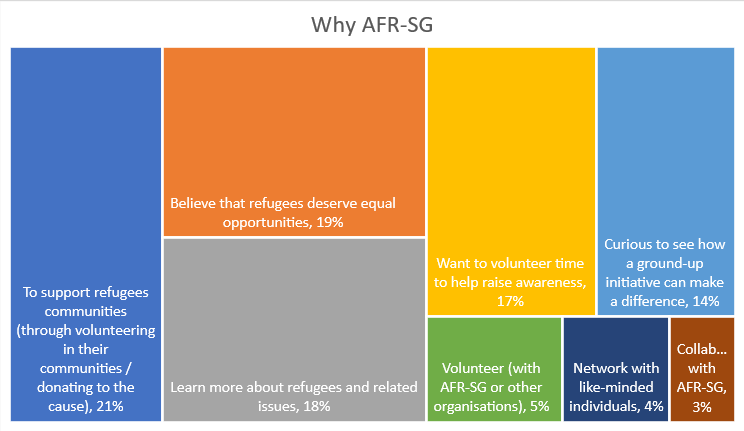 Why AFR-SG
To support refugees
communities
(through volunteering
in their
communities /
donating to the
cause), 21%
Believe that refugees deserve equal
opportunities, 19%
Learn more about refugees and related
issues, 18%
Want to volunteer time
to help raise awareness,
17%
Curious to see how
a ground-up
initiative can make
a difference, 14%
Volunteer (with
AFR-SG or other
organisations), 5%
Network with
like-minded
individuals, 4%
Collab...
with
AFR-SG,
3%